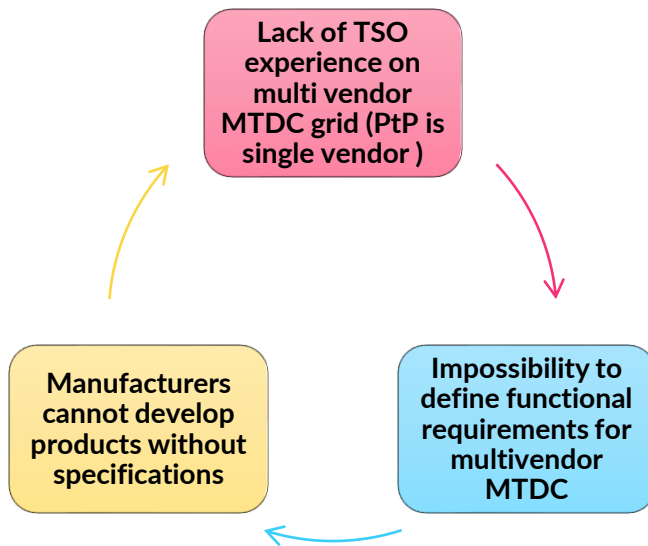 Lack of TSO
experience on
multi vendor
MTDC grid (PtP is
single vendor )
Impossibility to
define functional
requirements for
multivendor
MTDC
Manufacturers
cannot develop
products without
specifications